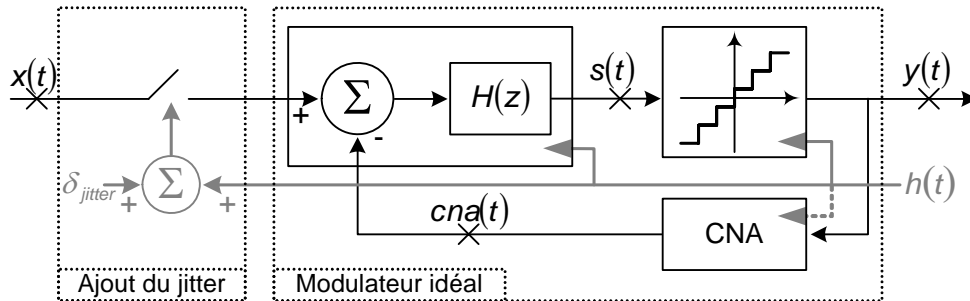 x(t)
Σ
H(z)
s(t)
y(t)
+
-
δjitter
Σ
+
+
h(t)
cna(t)
CNA
Ajout du jitter
Modulateur idéal